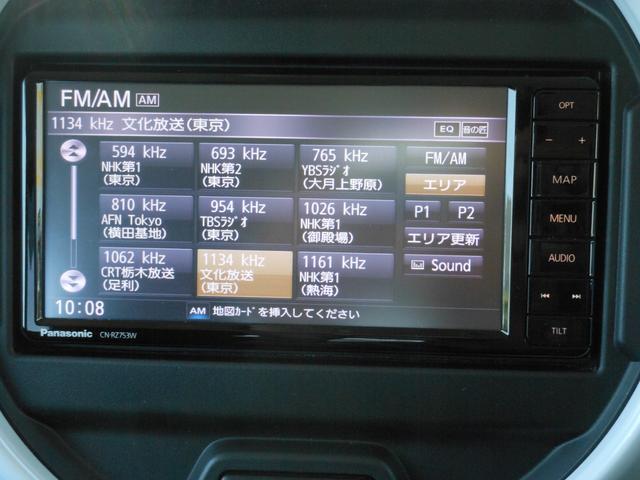 FM/AM AM
1134 kHz 文化放送(東京)
EQ 音の匠
594 kHz
NHK第1
(東京)
693 kHz
NHK第2
(東京)
765 kHz
YBSﾗｼﾞｵ
(大月上野原)
FM/AM
エリア
810 kHz
AFN Tokyo
(横田基地)
954 kHz
TBSﾗｼﾞｵ
(東京)
1026 kHz
NHK第1
(御殿場)
P1 P2
エリア更新
1062 kHz
CRT栃木放送
(足利)
1134 kHz
文化放送
(東京)
1161 kHz
NHK第1
(熱海)
Sound
10:08
AM 地図ｶｰﾄﾞを挿入してください
Panasonic CN-RZ753W
OPT
− +
MAP
MENU
AUDIO
TILT